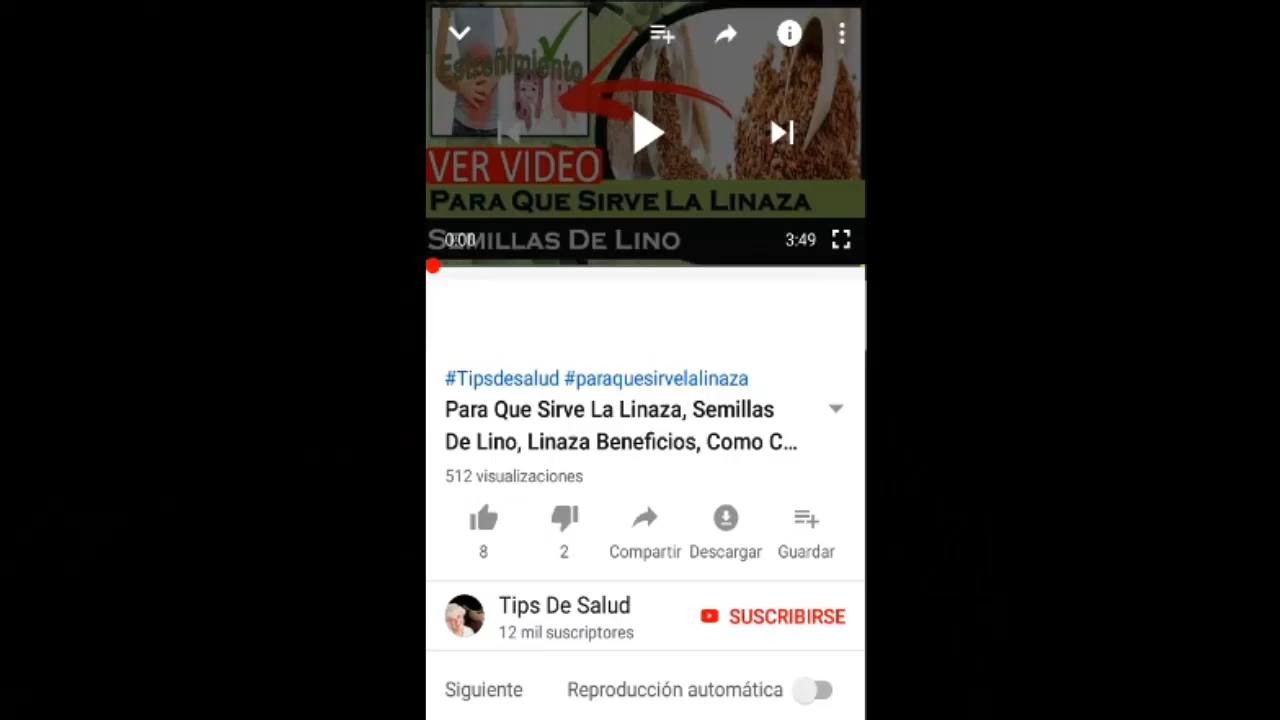 Estreñimiento
VER VIDEO
PARA QUE SIRVE LA LINAZA
SEMILLAS DE LINO
0:00
3:49
#Tipsdesalud #paraquesirvelalinaza
Para Que Sirve La Linaza, Semillas
De Lino, Linaza Beneficios, Como C...
512 visualizaciones
8
2
Compartir
Descargar
Guardar
Tips De Salud
12 mil suscriptores
SUSCRIBIRSE
Siguiente
Reproducción automática